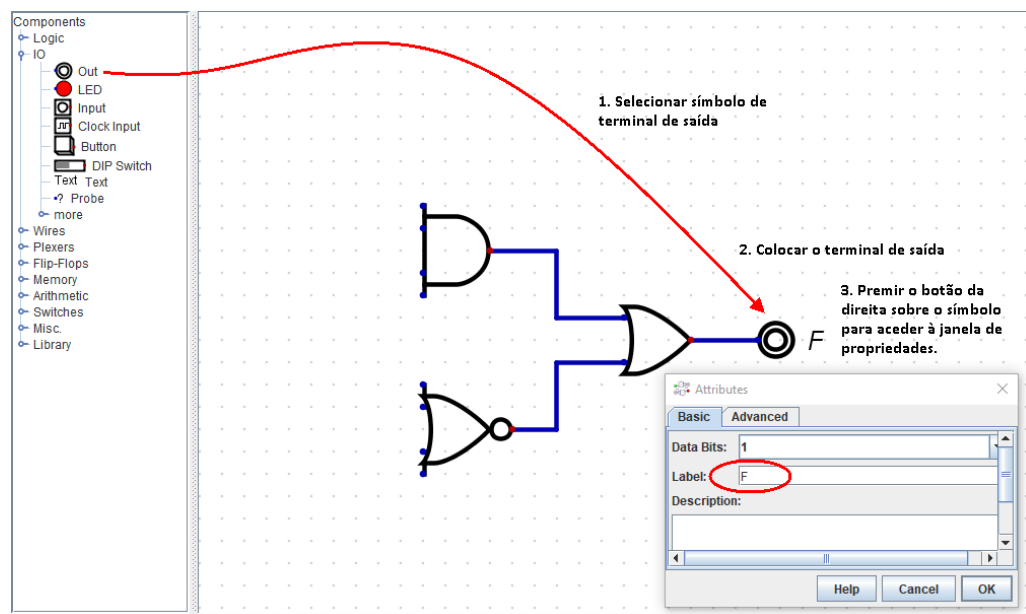 Components
Logic
IO
Out
LED
Input
Clock Input
Button
DIP Switch
Text Text
•? Probe
more
Wires
Plexers
Flip-Flops
Memory
Arithmetic
Switches
Misc.
Library
1. Selecionar símbolo de
terminal de saída
2. Colocar o terminal de saída
3. Premir o botão da
direita sobre o símbolo
para aceder à janela de
propriedades.
F
Attributes
Basic Advanced
Data Bits: 1
Label: F
Description:
Help Cancel OK